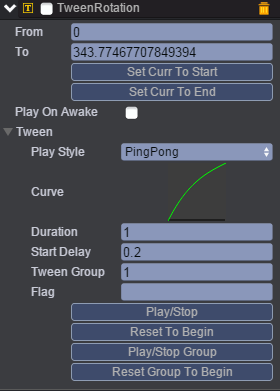 T TweenRotation
From 0
To 343.77467707849394
Set Curr To Start
Set Curr To End
Play On Awake
Tween
Play Style PingPong
Curve
Duration 1
Start Delay 0.2
Tween Group 1
Flag
Play/Stop
Reset To Begin
Play/Stop Group
Reset Group To Begin